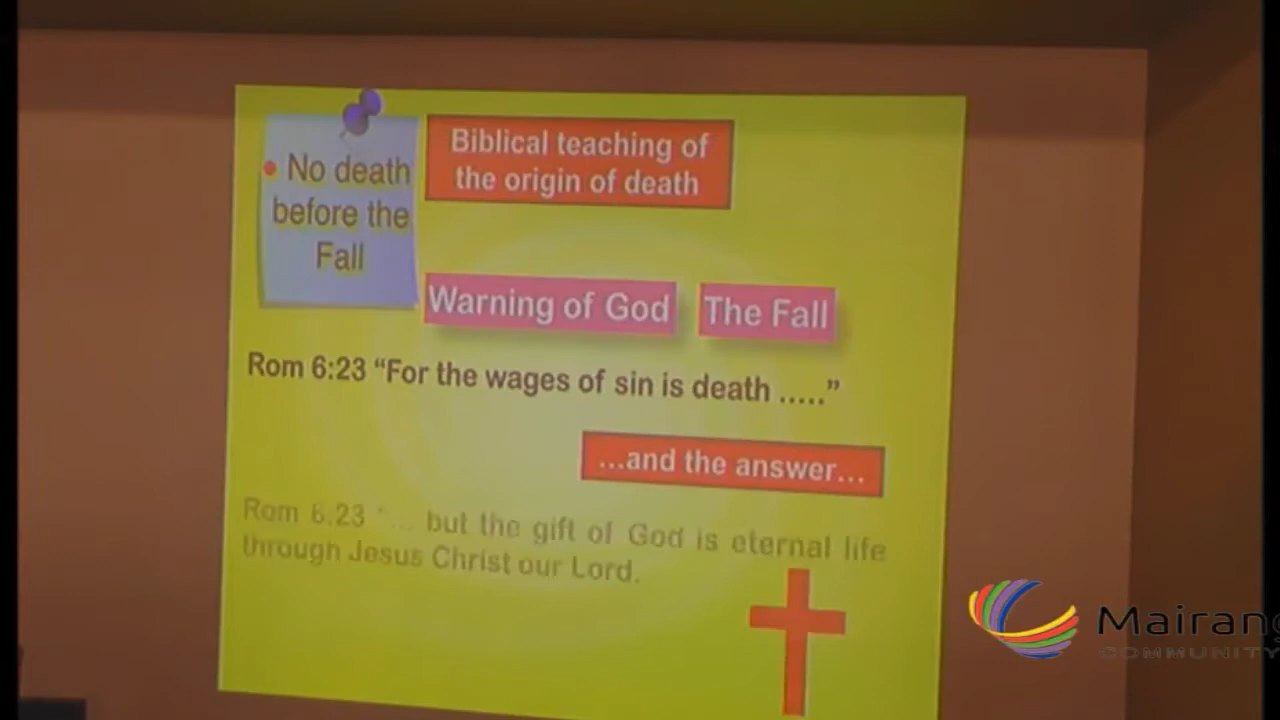 • No death
before the
Fall
Biblical teaching of
the origin of death
Warning of God
The Fall
Rom 6:23 “For the wages of sin is death .....”
...and the answer...
Rom 6.23 “... but the gift of God is eternal life
through Jesus Christ our Lord.
COMMUNITY